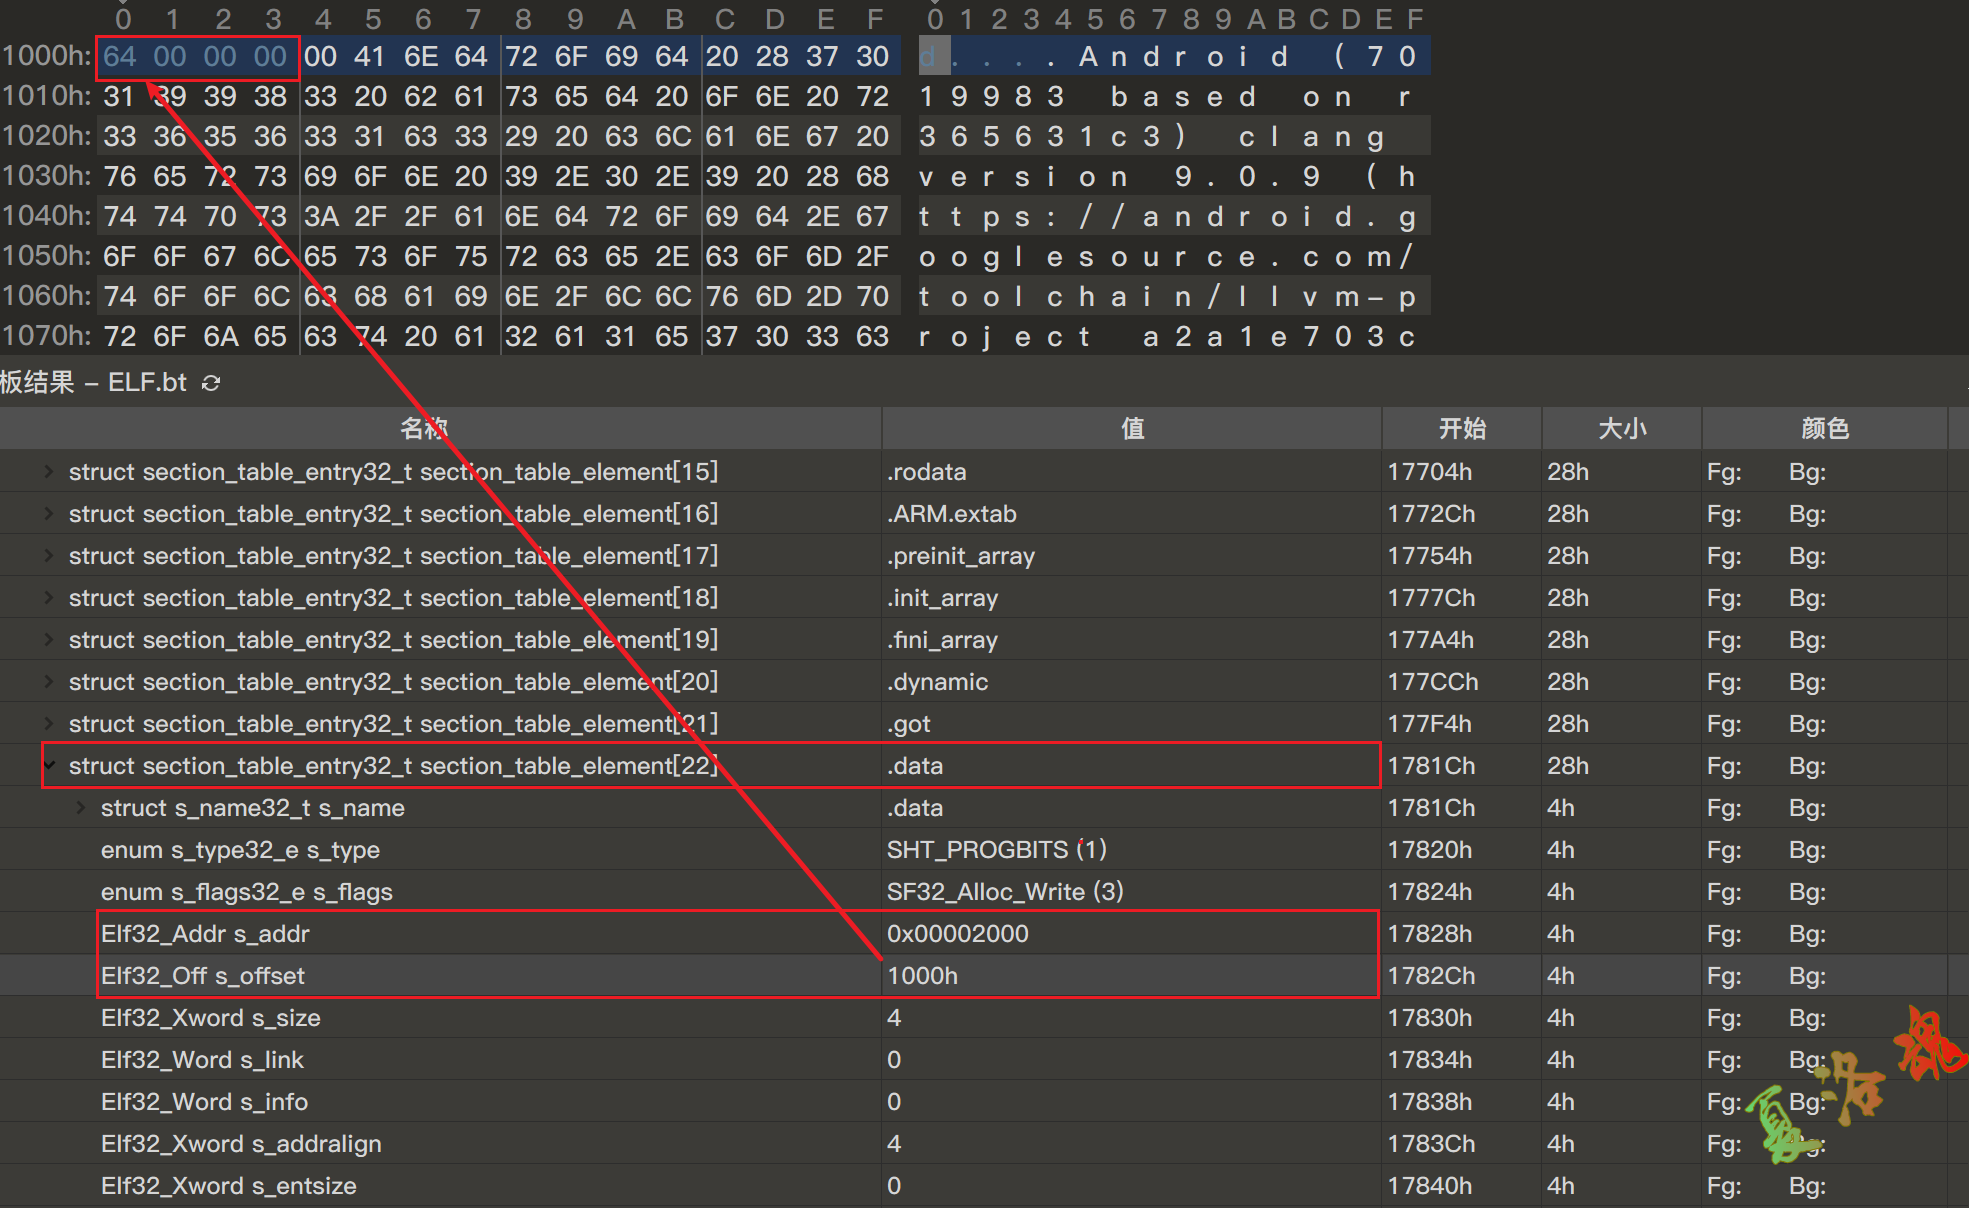 0 1 2 3 4 5 6 7 8 9 A B C D E F 0 1 2 3 4 5 6 7 8 9 A B C D E F
1000h: 64 00 00 00 00 41 6E 64 72 6F 69 64 20 28 37 30 d....Android (70
1010h: 31 39 39 38 33 20 62 61 73 65 64 20 6F 6E 20 72 19983 based on r
1020h: 33 36 35 36 33 31 63 33 29 20 63 6C 61 6E 67 20 365631c3) clang
1030h: 76 65 72 73 69 6F 6E 20 39 2E 30 2E 39 20 28 68 version 9.0.9 (h
1040h: 74 74 70 73 3A 2F 2F 61 6E 64 72 6F 69 64 2E 67 ttps://android.g
1050h: 6F 6F 67 6C 65 73 6F 75 72 63 65 2E 63 6F 6D 2F ooglesource.com/
1060h: 74 6F 6F 6C 63 68 61 69 6E 2F 6C 6C 76 6D 2D 70 toolchain/llvm-p
1070h: 72 6F 6A 65 63 74 20 61 32 61 31 65 37 30 33 63 roject a2a1e703c
板结果 – ELF.bt
名称 值 开始 大小 颜色
struct section_table_entry32_t section_table_element[15] .rodata 17704h 28h Fg: Bg:
struct section_table_entry32_t section_table_element[16] .ARM.extab 1772Ch 28h Fg: Bg:
struct section_table_entry32_t section_table_element[17] .preinit_array 17754h 28h Fg: Bg:
struct section_table_entry32_t section_table_element[18] .init_array 1777Ch 28h Fg: Bg:
struct section_table_entry32_t section_table_element[19] .fini_array 177A4h 28h Fg: Bg:
struct section_table_entry32_t section_table_element[20] .dynamic 177CCh 28h Fg: Bg:
struct section_table_entry32_t section_table_element[21] .got 177F4h 28h Fg: Bg:
struct section_table_entry32_t section_table_element[22] .data 1781Ch 28h Fg: Bg:
struct s_name32_t s_name .data 1781Ch 4h Fg: Bg:
enum s_type32_e s_type SHT_PROGBITS (1) 17820h 4h Fg: Bg:
enum s_flags32_e s_flags SF32_Alloc_Write (3) 17824h 4h Fg: Bg:
Elf32_Addr s_addr 0x00002000 17828h 4h Fg: Bg:
Elf32_Off s_offset 1000h 1782Ch 4h Fg: Bg:
Elf32_Xword s_size 4 17830h 4h Fg: Bg:
Elf32_Word s_link 0 17834h 4h Fg: Bg:
Elf32_Word s_info 0 17838h 4h Fg: Bg:
Elf32_Xword s_addralign 4 1783Ch 4h Fg: Bg:
Elf32_Xword s_entsize 0 17840h 4h Fg: Bg: